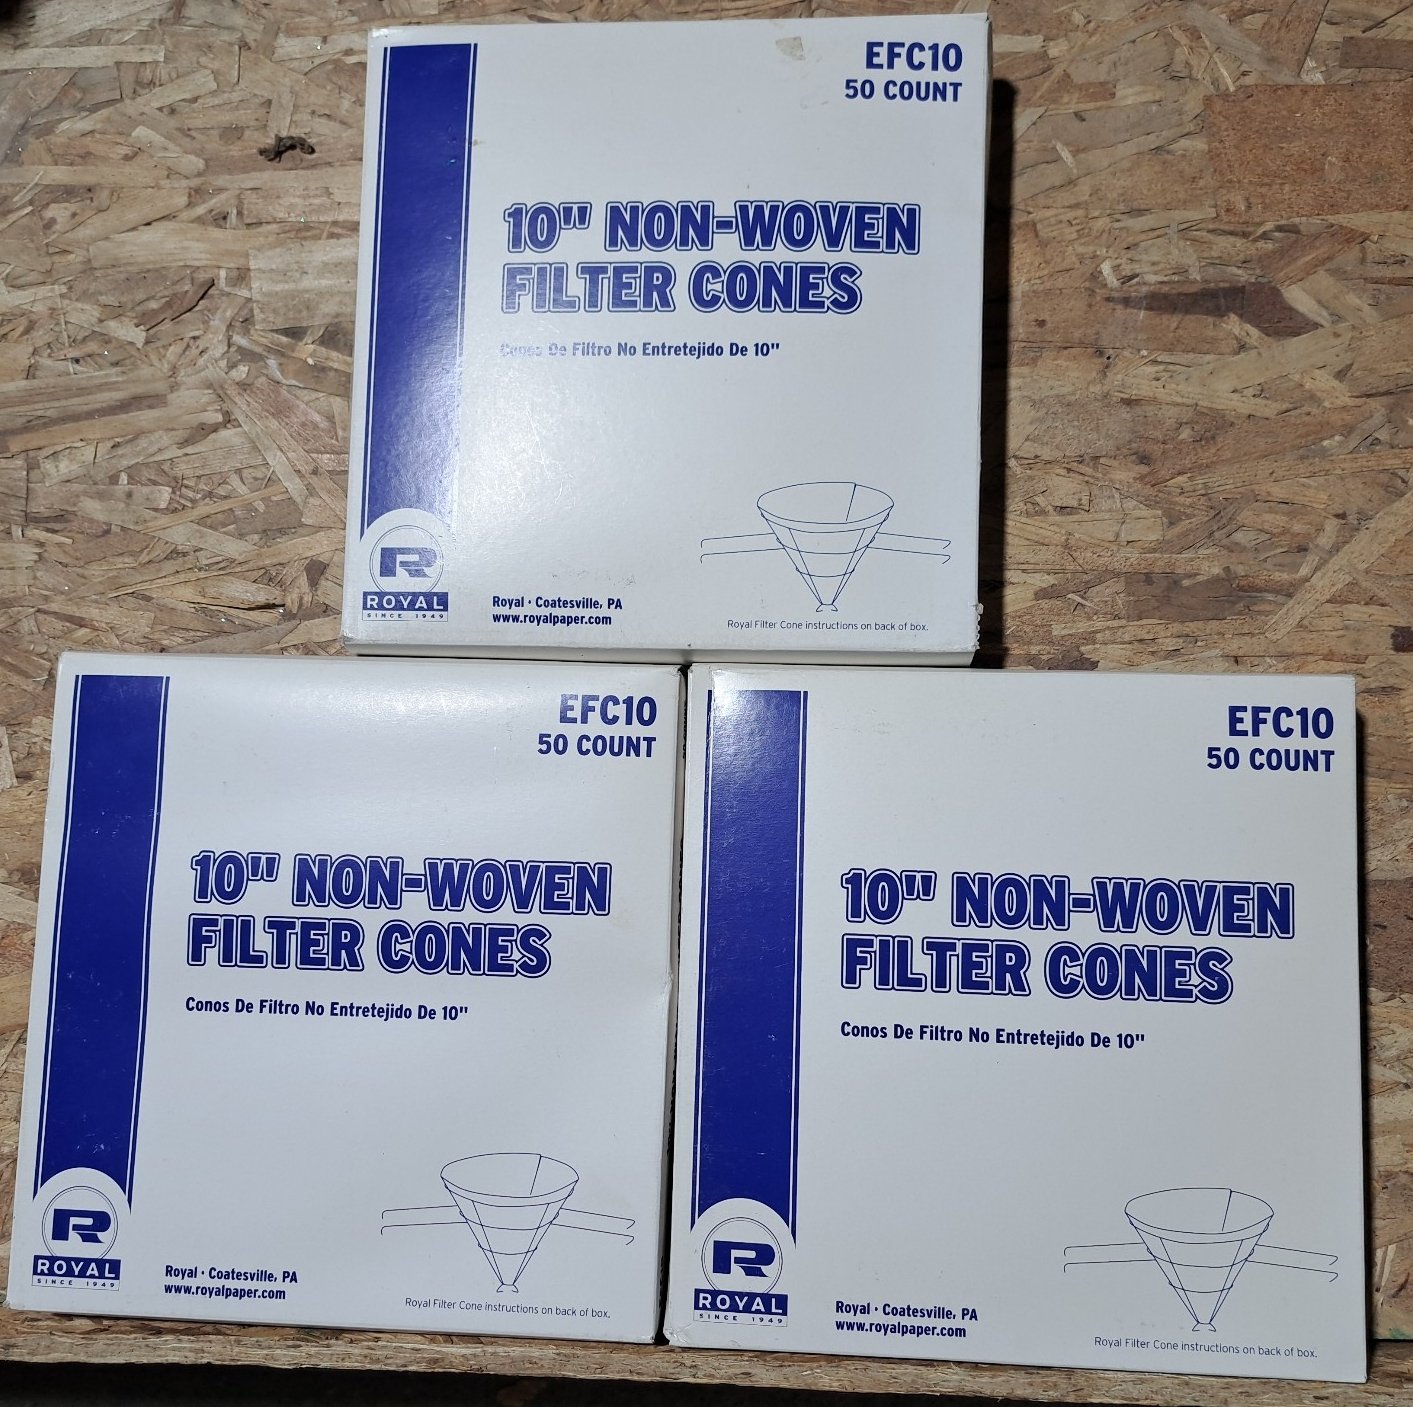 EFC10
50 COUNT
10" NON-WOVEN
FILTER CONES
Conos De Filtro No Entretejido De 10"
R
ROYAL
SINCE 1949
Royal · Coatesville, PA
www.royalpaper.com
Royal Filter Cone instructions on back of box.
EFC10
50 COUNT
10" NON-WOVEN
FILTER CONES
Conos De Filtro No Entretejido De 10"
R
ROYAL
SINCE 1949
Royal · Coatesville, PA
www.royalpaper.com
Royal Filter Cone instructions on back of box.
EFC10
50 COUNT
10" NON-WOVEN
FILTER CONES
Conos De Filtro No Entretejido De 10"
R
ROYAL
SINCE 1949
Royal · Coatesville, PA
www.royalpaper.com
Royal Filter Cone instructions on back of box.